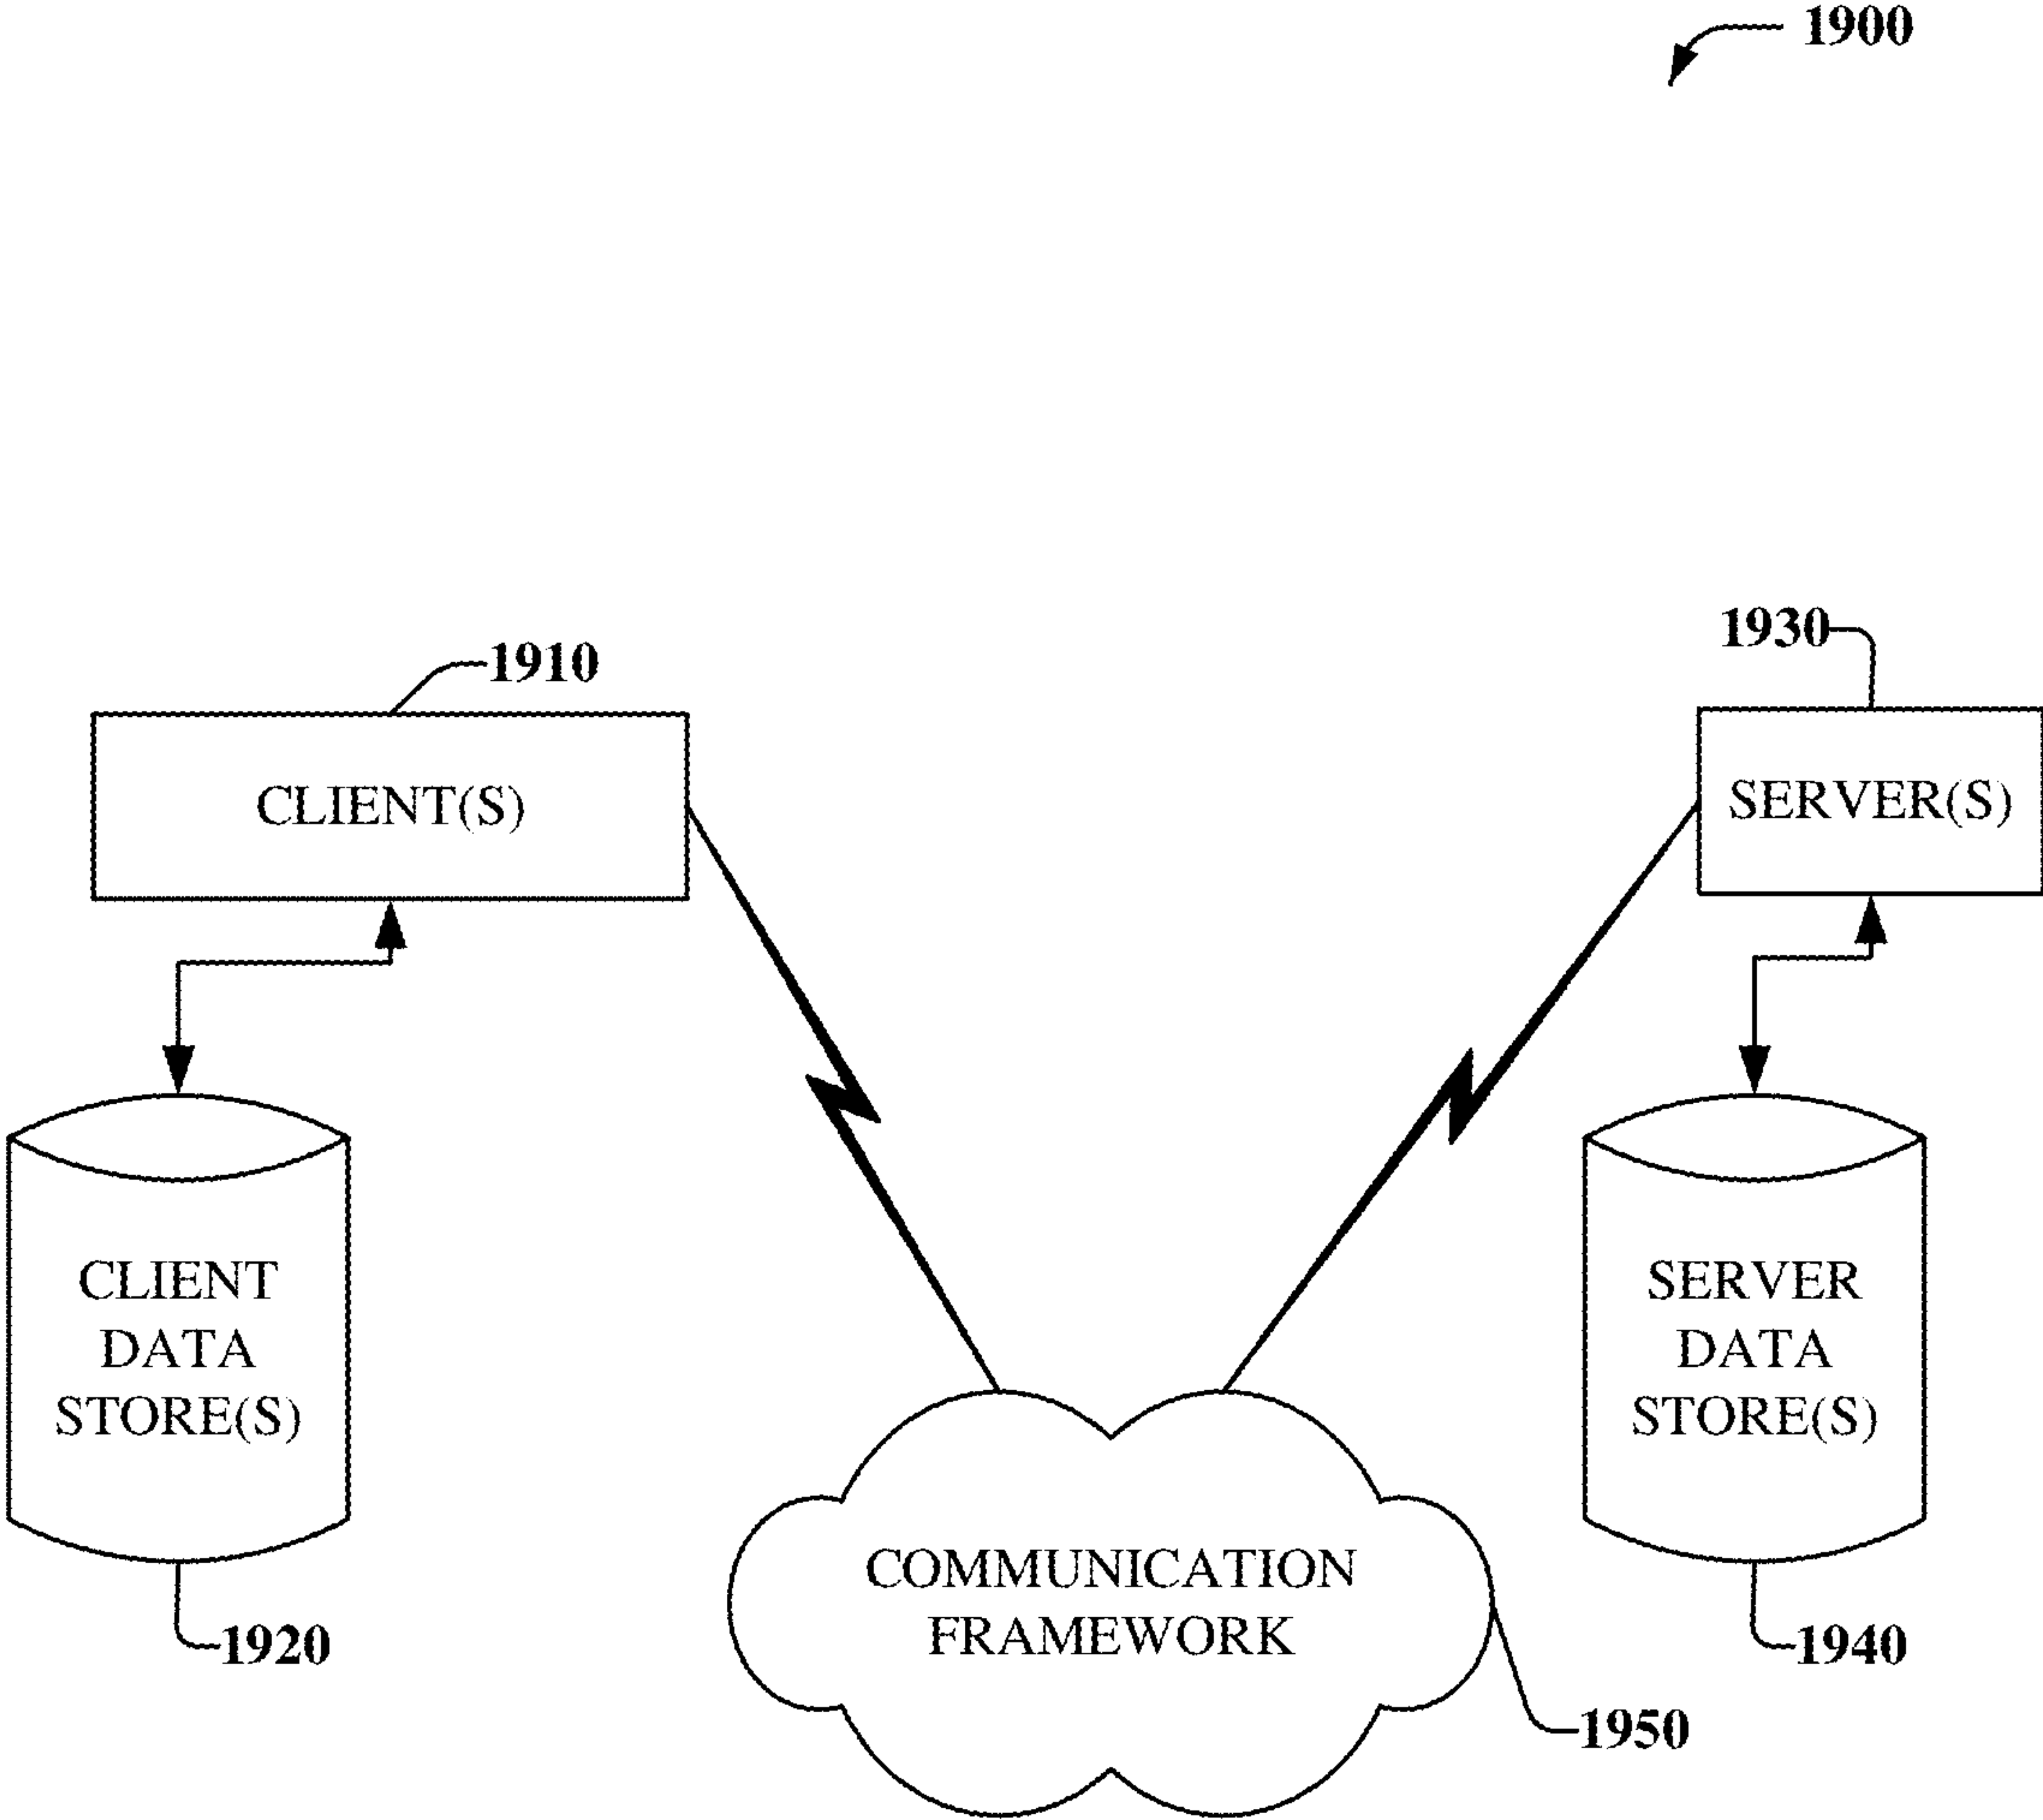 1900
1910
1930
CLIENT(S)
SERVER(S)
CLIENT
DATA
STORE(S)
SERVER
DATA
STORE(S)
COMMUNICATION
FRAMEWORK
1920
1940
1950